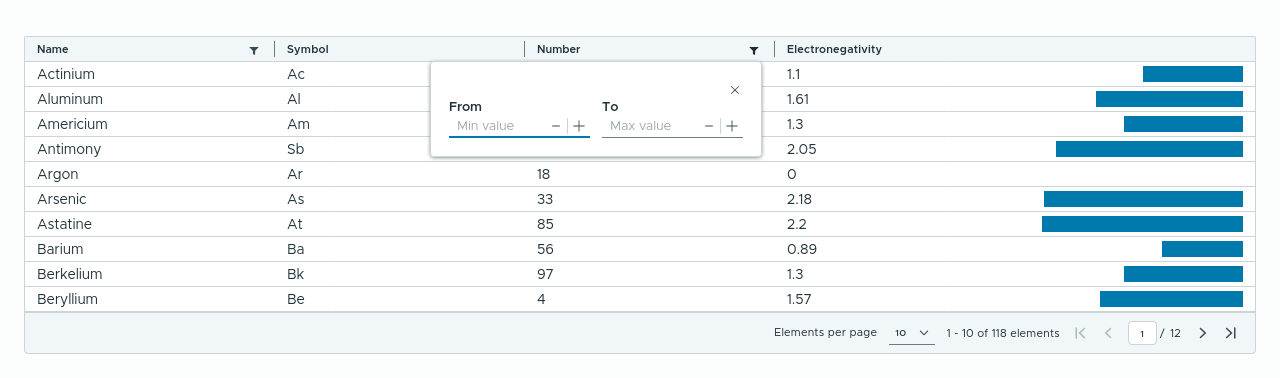 Name Symbol Number Electronegativity
Actinium Ac 1.1
Aluminum Al 1.61
Americium Am 1.3
Antimony Sb 2.05
From To
Min value Max value
Argon Ar 18 0
Arsenic As 33 2.18
Astatine At 85 2.2
Barium Ba 56 0.89
Berkelium Bk 97 1.3
Beryllium Be 4 1.57
Elements per page 10 1 - 10 of 118 elements 1 / 12